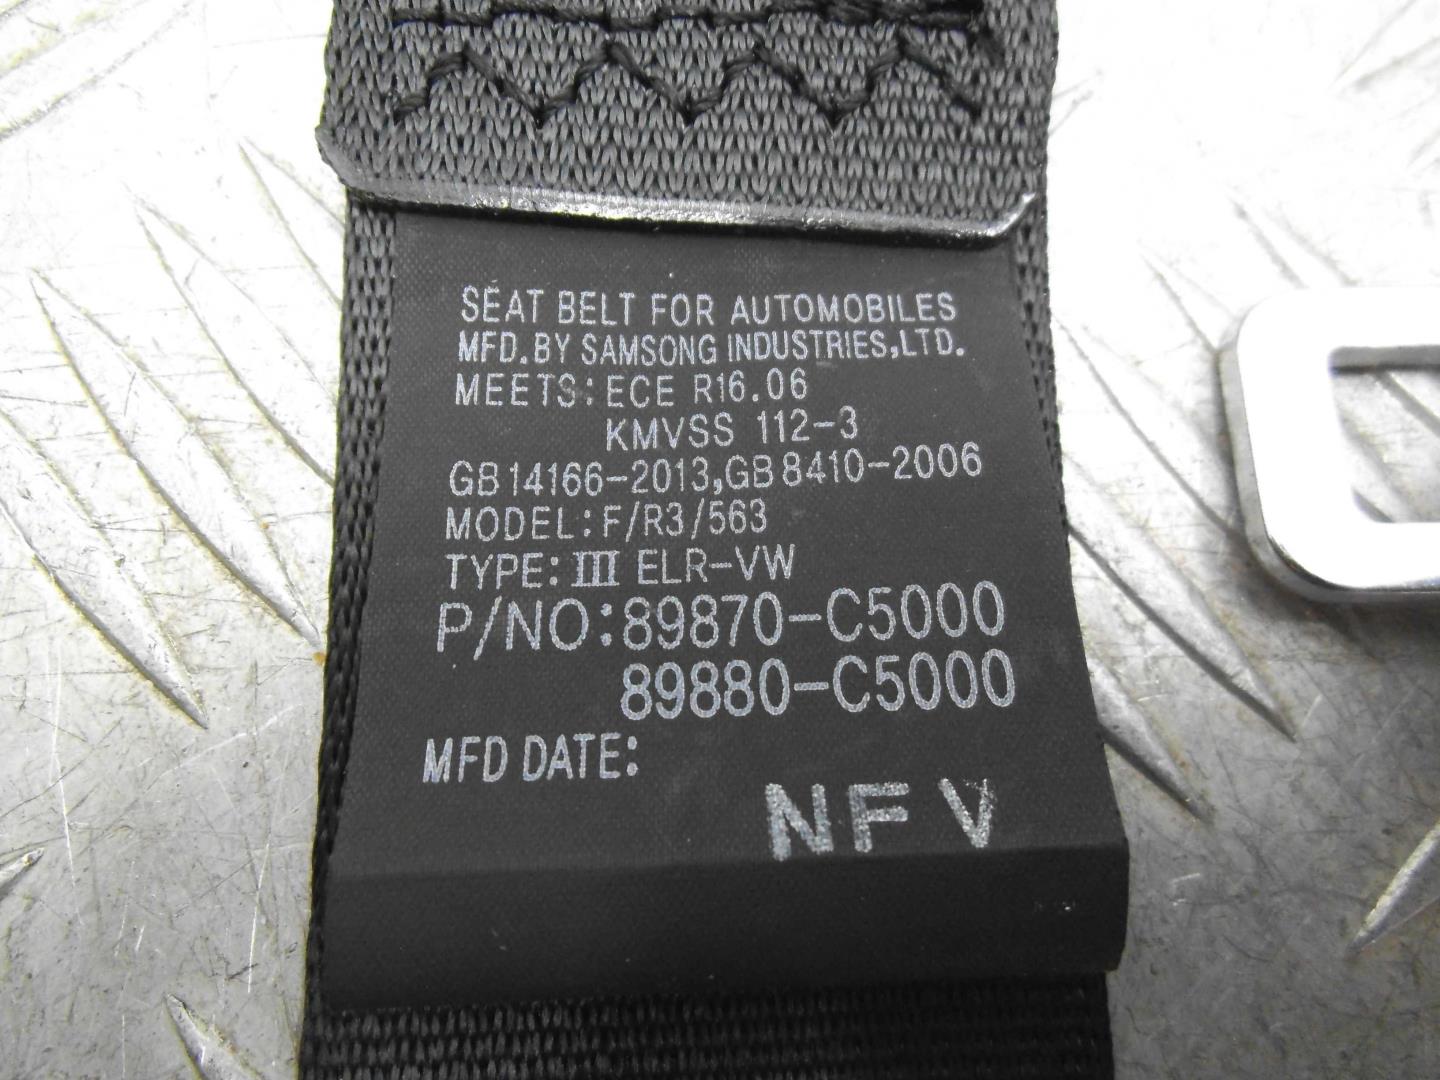 SEAT BELT FOR AUTOMOBILES
MFD.BY SAMSONG INDUSTRIES,LTD.
MEETS: ECE R16.06
KMVSS 112-3
GB14166-2013,GB8410-2006
MODEL: F/R3/563
TYPE: III ELR-VW
P/NO: 89870-C5000
89880-C5000
MFD DATE:
NFV